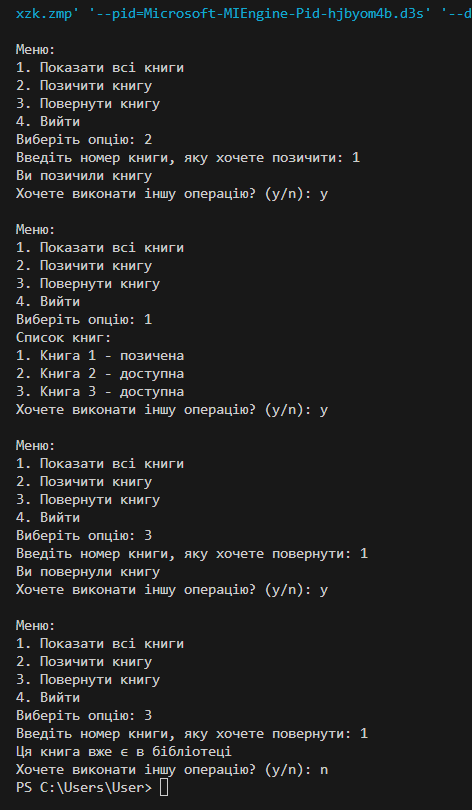 xzk.zmp' '--pid=Microsoft-MIEngine-Pid-hjbyom4b.d3s' '--d
Меню:
1. Показати всі книги
2. Позичити книгу
3. Повернути книгу
4. Вийти
Виберіть опцію: 2
Введіть номер книги, яку хочете позичити: 1
Ви позичили книгу
Хочете виконати іншу операцію? (y/n): y
Меню:
1. Показати всі книги
2. Позичити книгу
3. Повернути книгу
4. Вийти
Виберіть опцію: 1
Список книг:
1. Книга 1 - позичена
2. Книга 2 - доступна
3. Книга 3 - доступна
Хочете виконати іншу операцію? (y/n): y
Меню:
1. Показати всі книги
2. Позичити книгу
3. Повернути книгу
4. Вийти
Виберіть опцію: 3
Введіть номер книги, яку хочете повернути: 1
Ви повернули книгу
Хочете виконати іншу операцію? (y/n): y
Меню:
1. Показати всі книги
2. Позичити книгу
3. Повернути книгу
4. Вийти
Виберіть опцію: 3
Введіть номер книги, яку хочете повернути: 1
Ця книга вже є в бібліотеці
Хочете виконати іншу операцію? (y/n): n
PS C:\Users\User>